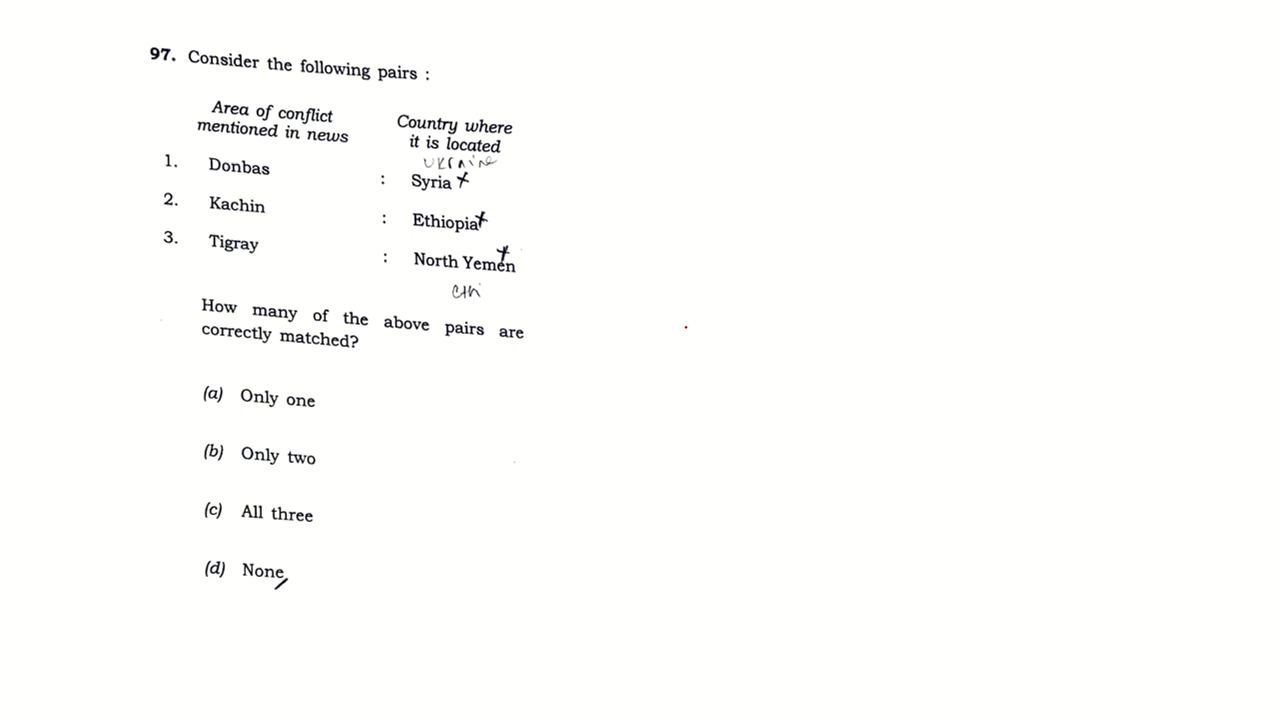 97. Consider the following pairs :
Area of conflict mentioned in news
Country where it is located
ukraine
1. Donbas : Syria
2. Kachin : Ethiopia
3. Tigray : North Yemen
Eth
How many of the above pairs are
correctly matched?
(a) Only one
(b) Only two
(c) All three
(d) None